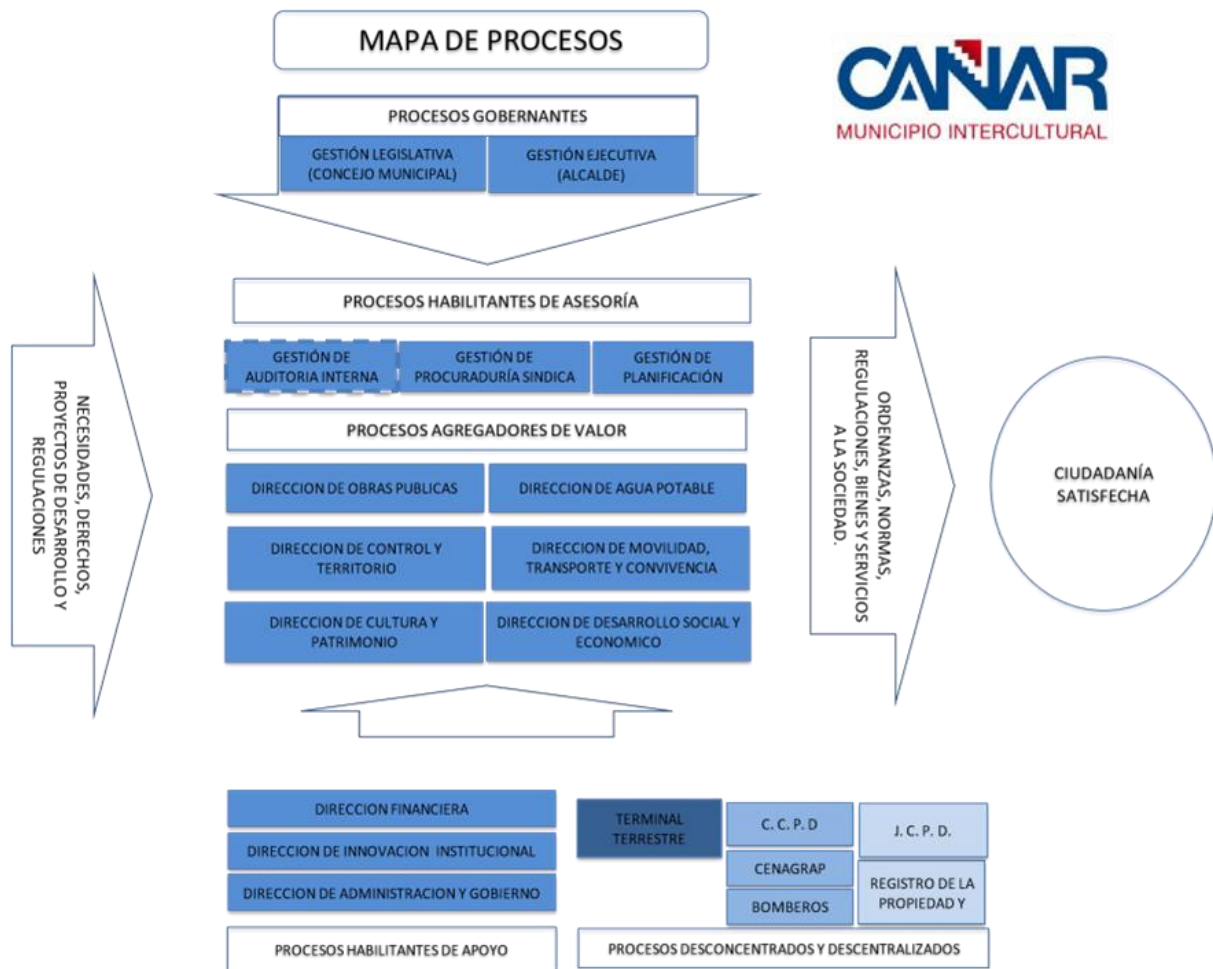 MAPA DE PROCESOS
CAÑAR
MUNICIPIO INTERCULTURAL
PROCESOS GOBERNANTES
GESTIÓN LEGISLATIVA
(CONCEJO MUNICIPAL)
GESTIÓN EJECUTIVA
(ALCALDE)
NECESIDADES, DERECHOS,
PROYECTOS DE DESARROLLO Y
REGULACIONES
PROCESOS HABILITANTES DE ASESORÍA
GESTIÓN DE
AUDITORIA INTERNA
GESTIÓN DE
PROCURADURÍA SINDICA
GESTIÓN DE
PLANIFICACIÓN
PROCESOS AGREGADORES DE VALOR
DIRECCION DE OBRAS PUBLICAS
DIRECCION DE AGUA POTABLE
DIRECCION DE CONTROL Y
TERRITORIO
DIRECCION DE MOVILIDAD,
TRANSPORTE Y CONVIVENCIA
DIRECCION DE CULTURA Y
PATRIMONIO
DIRECCION DE DESARROLLO SOCIAL Y
ECONOMICO
ORDENANZAS, NORMAS,
REGULACIONES, BIENES Y SERVICIOS
A LA SOCIEDAD.
CIUDADANÍA
SATISFECHA
DIRECCION FINANCIERA
DIRECCION DE INNOVACION INSTITUCIONAL
DIRECCION DE ADMINISTRACION Y GOBIERNO
PROCESOS HABILITANTES DE APOYO
TERMINAL
TERRESTRE
C. C. P. D
CENAGRAP
BOMBEROS
J. C. P. D.
REGISTRO DE LA
PROPIEDAD Y
PROCESOS DESCONCENTRADOS Y DESCENTRALIZADOS